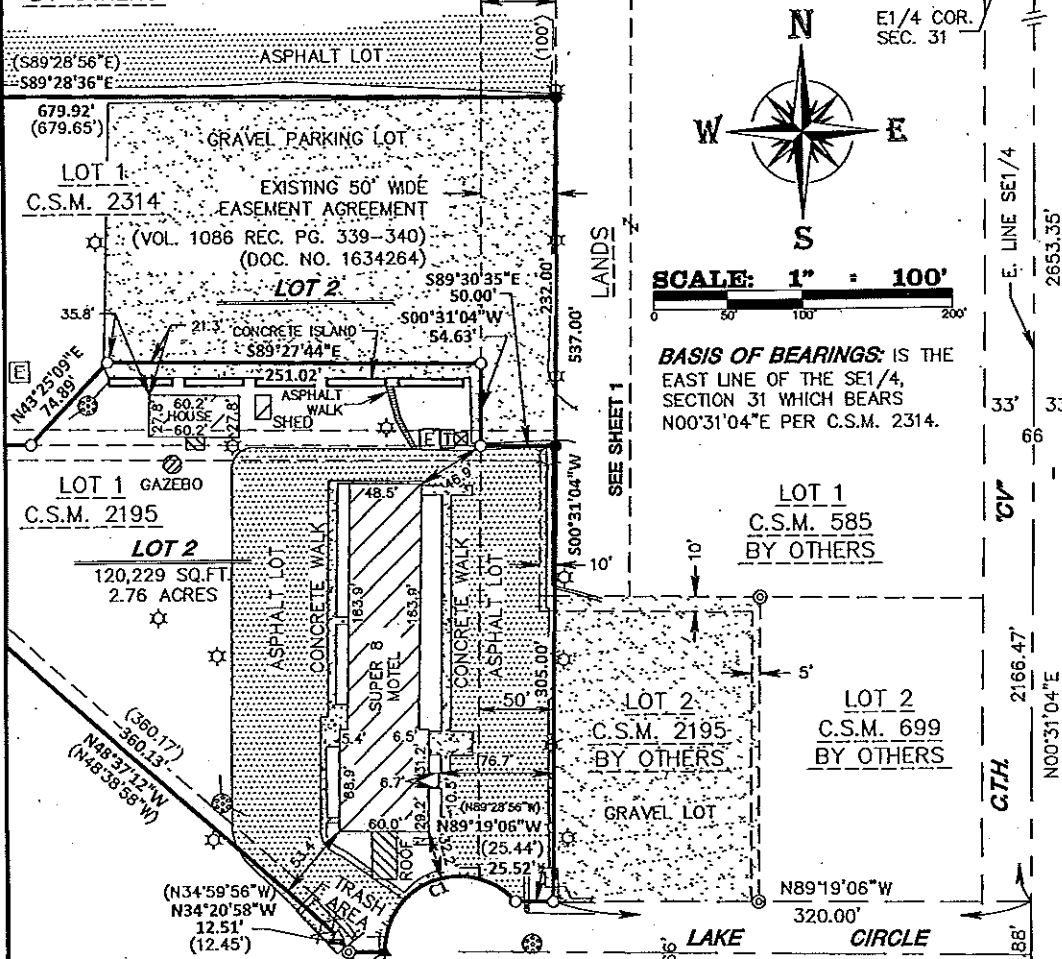 (100')
E1/4 COR.
SEC. 31
ASPHALT LOT
(S89°28'56"E)
S89°28'36"E
679.92'
(679.65')
N
W
E
S
GRAVEL PARKING LOT
LOT 1
C.S.M. 2314
EXISTING 50' WIDE
EASEMENT AGREEMENT
(VOL. 1086 REC. PG. 339-340)
(DOC. NO. 1634264)
LOT 2
S89°30'35"E
50.00'
S00°31'04"W
54.63'
232.00'
537.00'
LANDS
SEE SHEET 1
SCALE: 1" = 100'
0 50' 100' 200'
E. LINE SE1/4
2653.35'
35.8'
21.3'
CONCRETE ISLAND
S89°27'44"E
251.02'
BASIS OF BEARINGS: IS THE
EAST LINE OF THE SE1/4,
SECTION 31 WHICH BEARS
N00°31'04"E PER C.S.M. 2314.
E
N43°25'09"E
74.89'
60.2'
HOUSE
60.2'
27.8'
27.8'
SHED
ASPHALT
WALK
E T
33'
66
LOT 1
C.S.M. 2195
GAZEBO
LOT 2
120,229 SQ.FT.
2.76 ACRES
48.5'
46.9'
S00°31'04"W
10'
LOT 1
C.S.M. 585
BY OTHERS
10'
"CV"
ASPHALT LOT
CONCRETE WALK
163.9'
SUPER 8
MOTEL
163.9'
CONCRETE WALK
ASPHALT LOT
305.00'
50'
5'
LOT 2
C.S.M. 2195
BY OTHERS
GRAVEL LOT
LOT 2
C.S.M. 699
BY OTHERS
2166.47'
N00°31'04"E
C.T.H.
(360.17')
360.13'
N48°37'12"W
(N48°38'58"W)
5.4'
6.5'
76.7'
31.2'
6.7'
10.5'
68.9'
60.0'
29.2'
(N89°28'56"W)
N89°19'06"W
(25.44')
25.52'
ROOF
53.4'
C1
TRASH
AREA
(N34°59'56"W)
N34°20'58"W
12.51'
(12.45')
N89°19'06"W
320.00'
LAKE CIRCLE